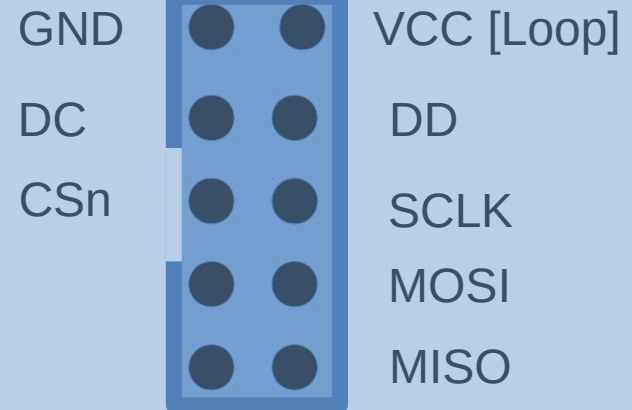 GND VCC [Loop]
DC DD
CSn SCLK
MOSI
MISO